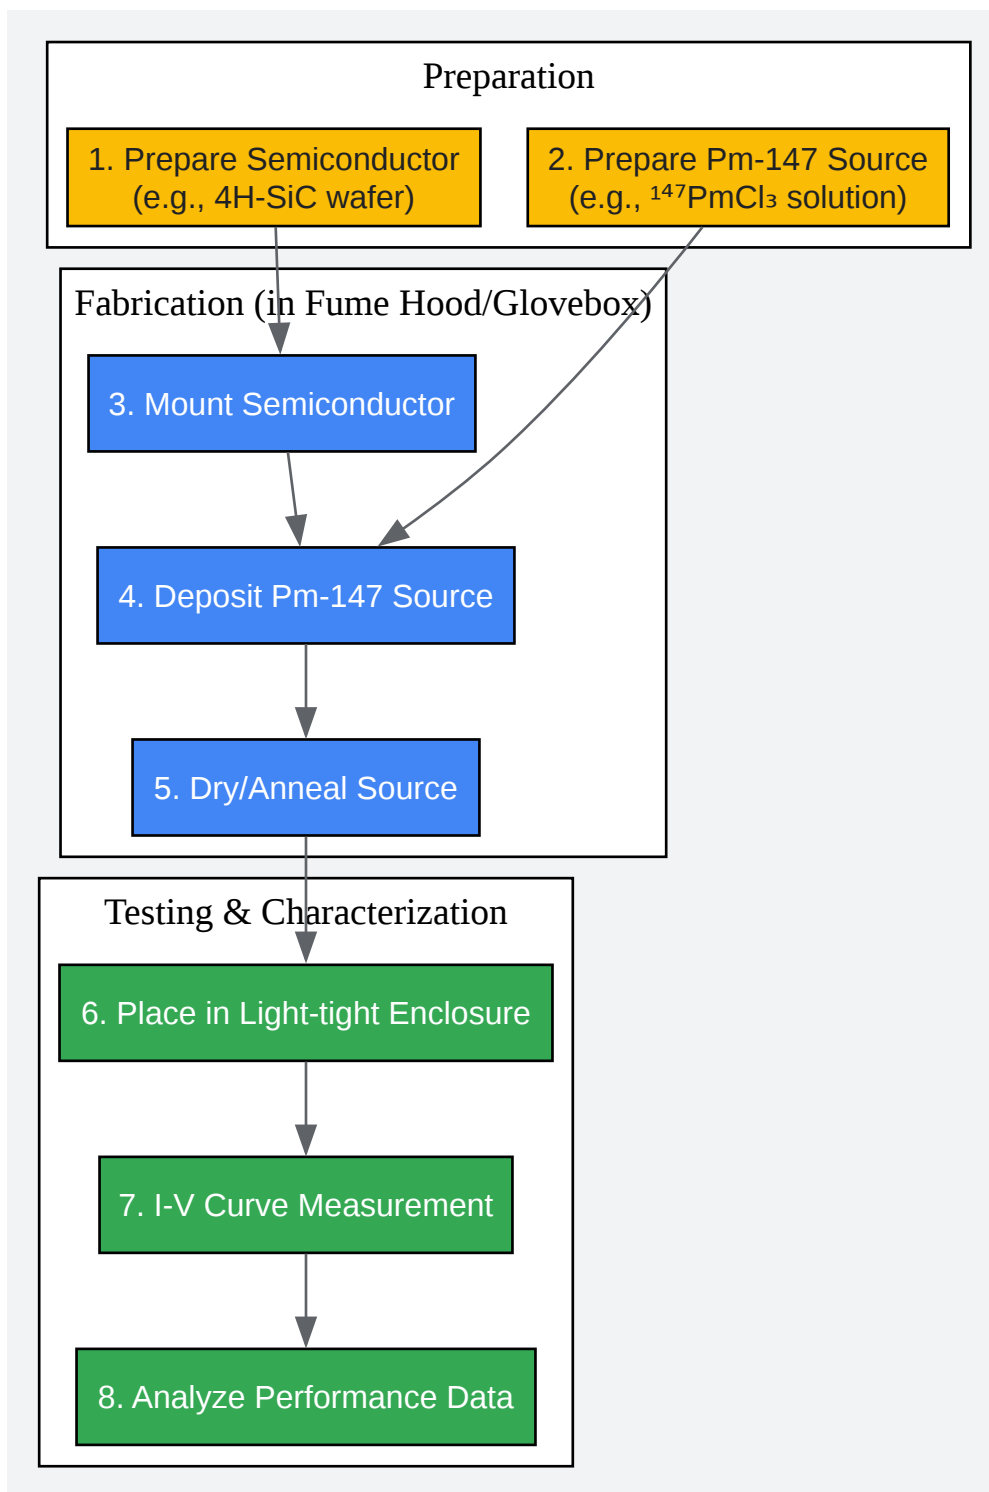 Preparation
1. Prepare Semiconductor
(e.g., 4H-SiC wafer)
2. Prepare Pm-147 Source
(e.g., ¹⁴⁷PmCl₃ solution)
Fabrication (in Fume Hood/Glovebox)
3. Mount Semiconductor
4. Deposit Pm-147 Source
5. Dry/Anneal Source
Testing & Characterization
6. Place in Light-tight Enclosure
7. I-V Curve Measurement
8. Analyze Performance Data